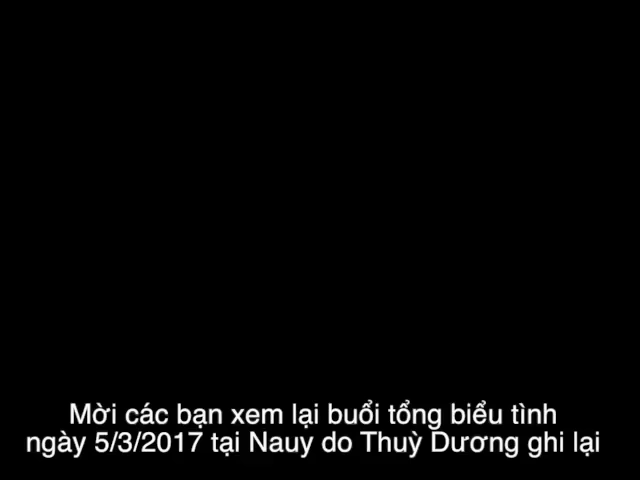 Mời các bạn xem lại buổi tổng biểu tình
ngày 5/3/2017 tại Nauy do Thuỳ Dương ghi lại